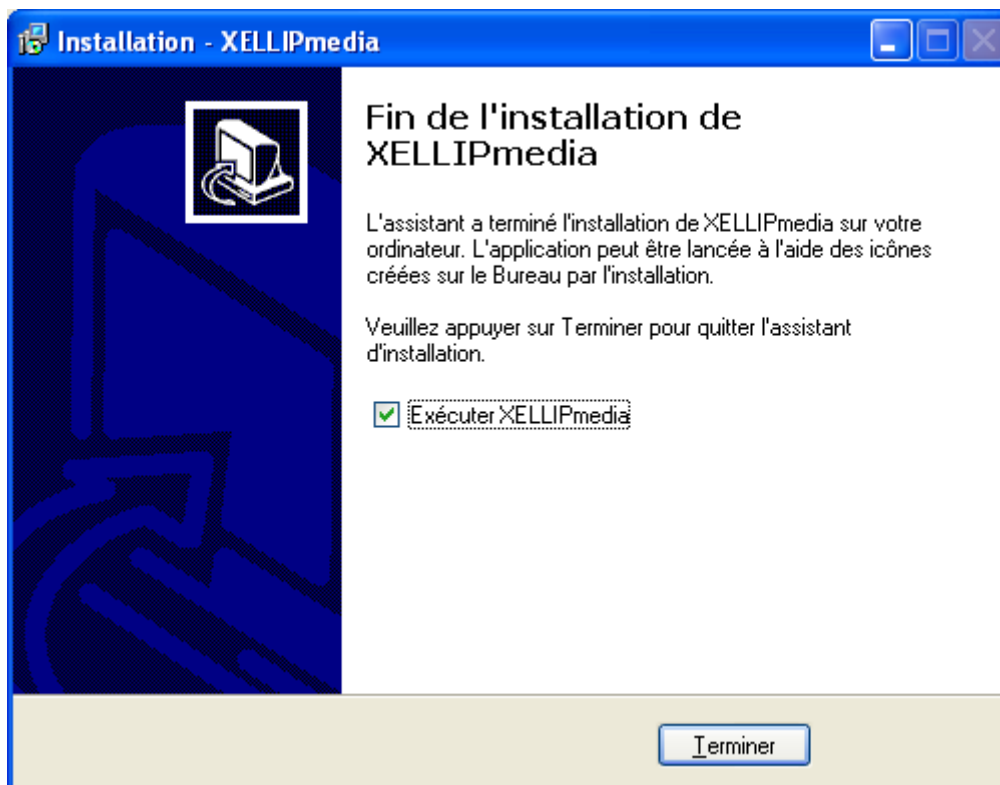 Installation - XELLIPmedia
Fin de l'installation de
XELLIPmedia
L'assistant a terminé l'installation de XELLIPmedia sur votre
ordinateur. L'application peut être lancée à l'aide des icônes
créées sur le Bureau par l'installation.
Veuillez appuyer sur Terminer pour quitter l'assistant
d'installation.
Exécuter XELLIPmedia
Terminer